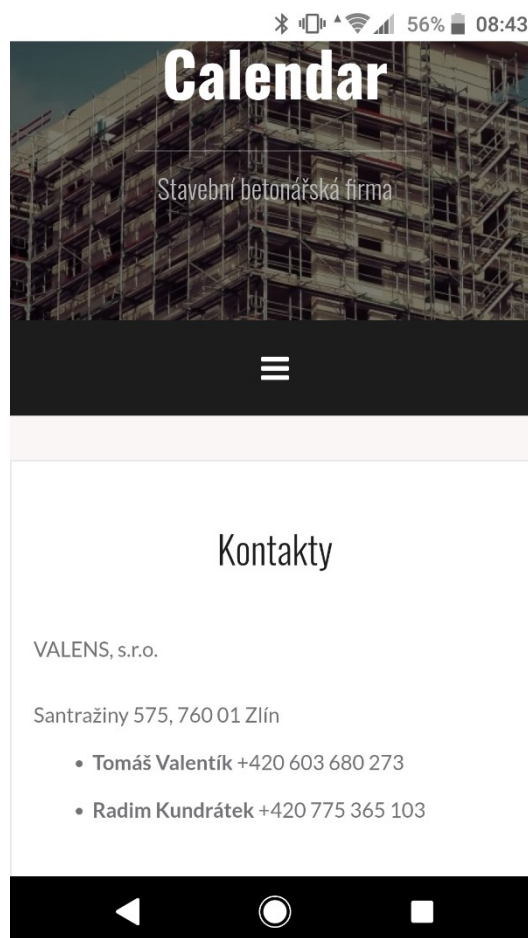 56% 08:43
Calendar
Stavební betonářská firma
Kontakty
VALENS, s.r.o.
Santražiny 575, 760 01 Zlín
• Tomáš Valentík +420 603 680 273
• Radim Kundrátek +420 775 365 103